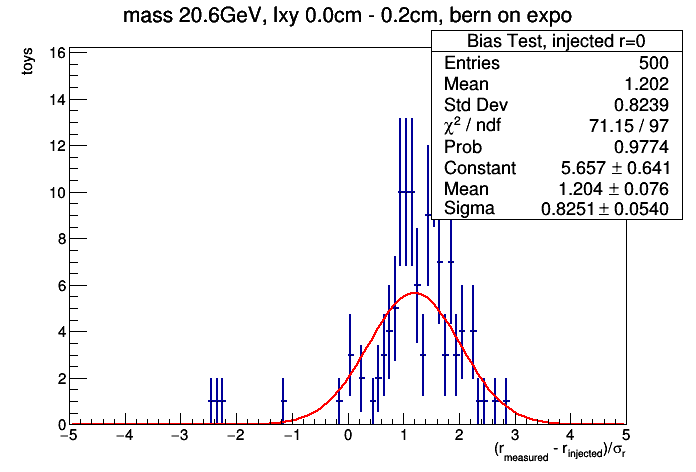 mass 20.6GeV, lxy 0.0cm - 0.2cm, bern on expo
Bias Test, injected r=0
Entries 500
Mean 1.202
Std Dev 0.8239
χ² / ndf 71.15 / 97
Prob 0.9774
Constant 5.657 ± 0.641
Mean 1.204 ± 0.076
Sigma 0.8251 ± 0.0540
toys
16
14
12
10
8
6
4
2
0
−5 −4 −3 −2 −1 0 1 2 3 4 5
(r_measured - r_injected)/σ_r